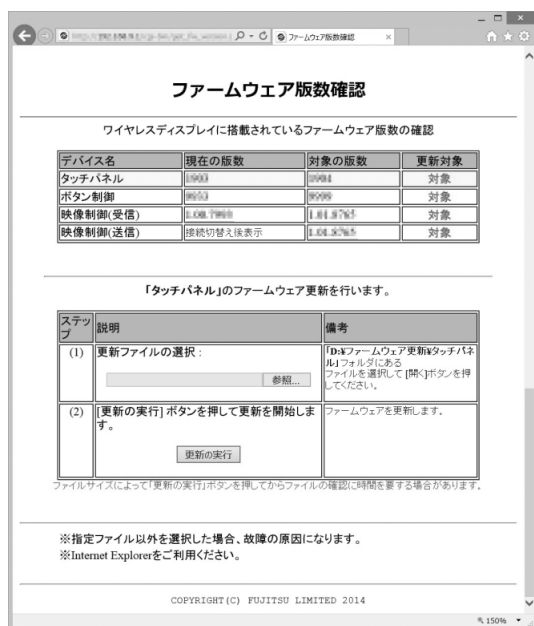 ファームウェア版数確認
ファームウェア版数確認
ワイヤレスディスプレイに搭載されているファームウェア版数の確認
デバイス名 現在の版数 対象の版数 更新対象
タッチパネル 対象
ボタン制御 対象
映像制御(受信) 対象
映像制御(送信) 接続切替え後表示 対象
「タッチパネル」のファームウェア更新を行います。
ステップ 説明 備考
(1) 更新ファイルの選択 :
参照...
「D:¥ファームウェア更新¥タッチパネ
ル」フォルダにある
ファイルを選択して [開く]ボタンを押
してください。
(2) [更新の実行] ボタンを押して更新を開始しま
す。
更新の実行
ファームウェアを更新します。
ファイルサイズによって「更新の実行」ボタンを押してからファイルの確認に時間を要する場合があります。
※指定ファイル以外を選択した場合、故障の原因になります。
※Internet Explorerをご利用ください。
COPYRIGHT(C) FUJITSU LIMITED 2014
150%